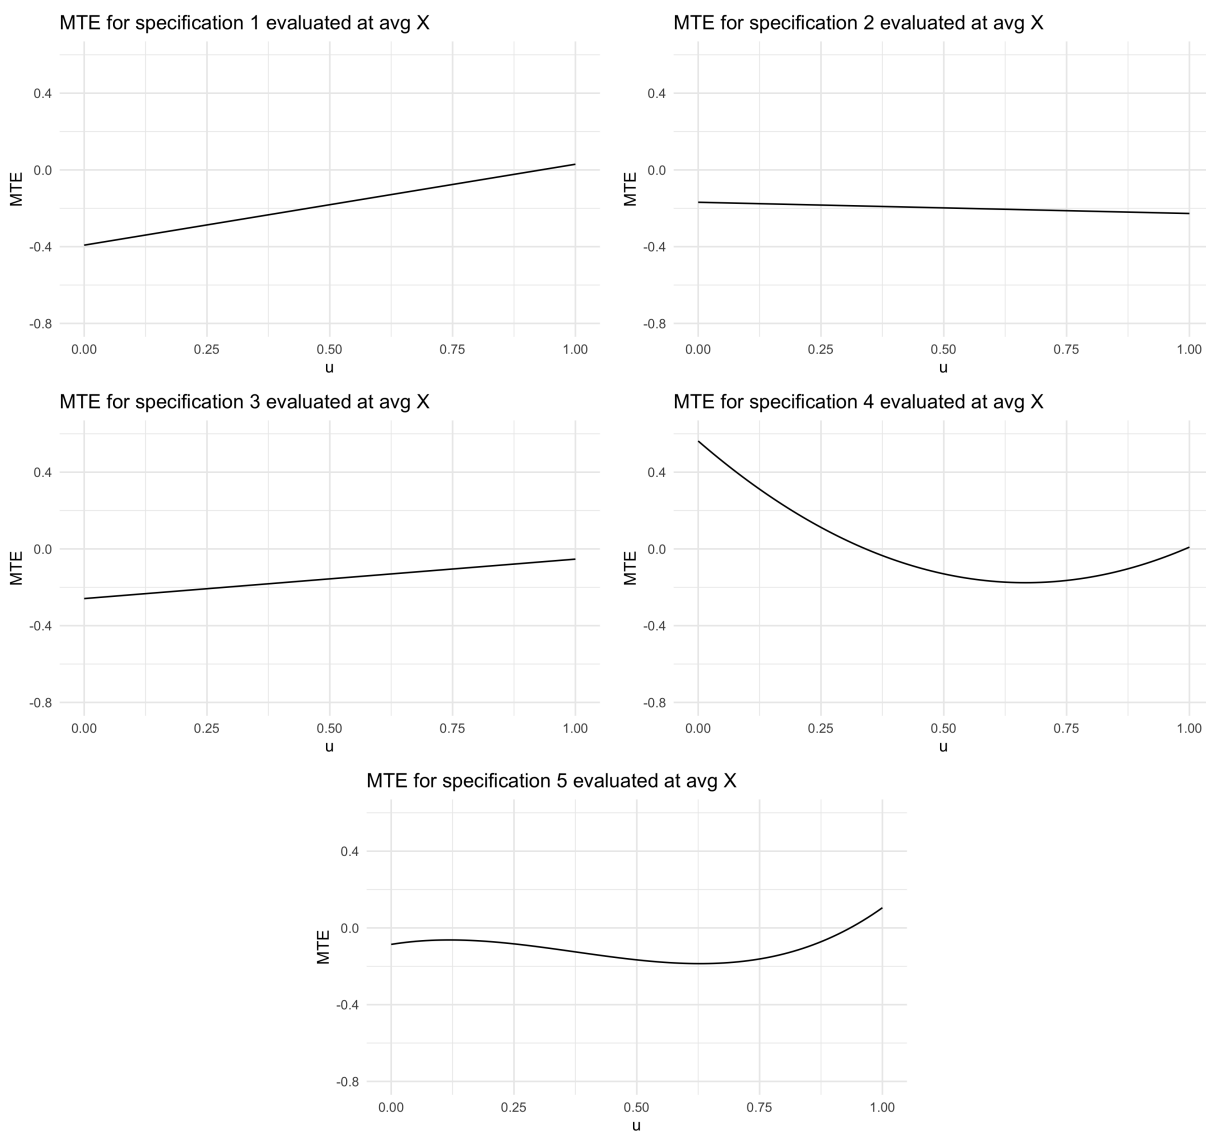 MTE for specification 1 evaluated at avg X
MTE
0.4
0.0
-0.4
-0.8
0.00 0.25 0.50 0.75 1.00
u
MTE for specification 2 evaluated at avg X
MTE
0.4
0.0
-0.4
-0.8
0.00 0.25 0.50 0.75 1.00
u
MTE for specification 3 evaluated at avg X
MTE
0.4
0.0
-0.4
-0.8
0.00 0.25 0.50 0.75 1.00
u
MTE for specification 4 evaluated at avg X
MTE
0.4
0.0
-0.4
-0.8
0.00 0.25 0.50 0.75 1.00
u
MTE for specification 5 evaluated at avg X
MTE
0.4
0.0
-0.4
-0.8
0.00 0.25 0.50 0.75 1.00
u